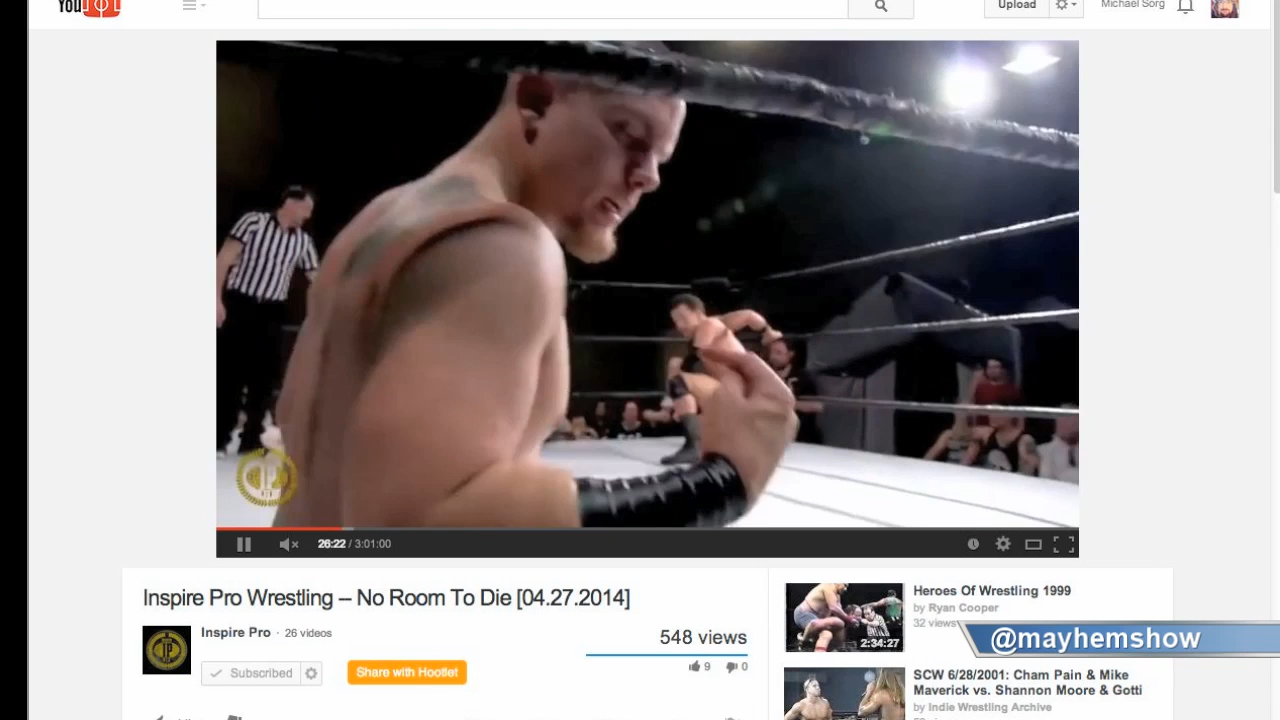 You
Upload
Michael Sorg
26:22 / 3:01:00
Inspire Pro Wrestling – No Room To Die [04.27.2014]
Inspire Pro · 26 videos
Subscribed
Share with Hootlet
548 views
9 0
Heroes Of Wrestling 1999
by Ryan Cooper
32 views
2:34:27
@mayhemshow
SCW 6/28/2001: Cham Pain & Mike
Maverick vs. Shannon Moore & Gotti
by Indie Wrestling Archive